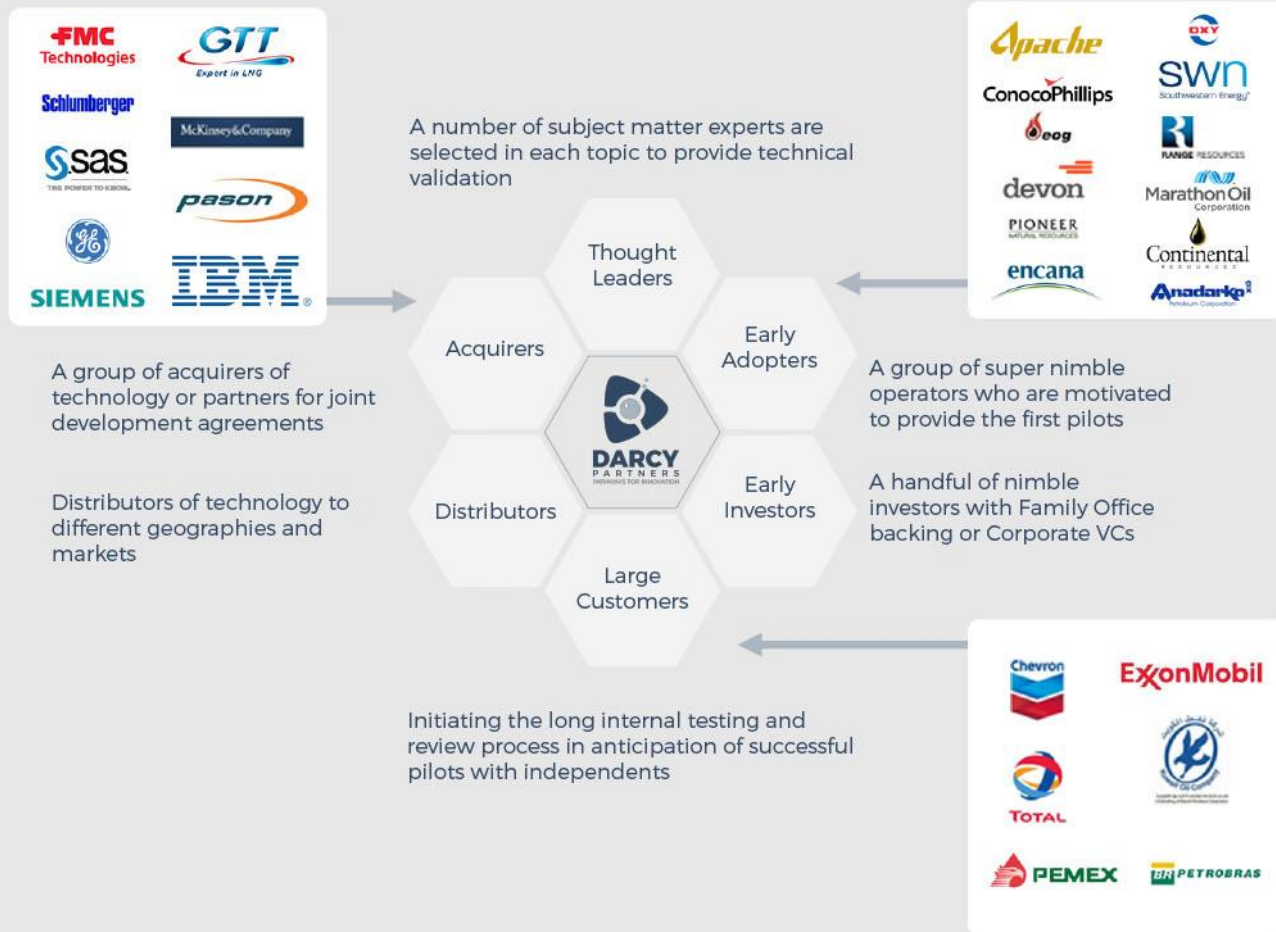 FMC
Technologies
GTT
Expert in LNG
Schlumberger
McKinsey&Company
sas
THE POWER TO KNOW.
pason
GE
SIEMENS
IBM®
Apache
OXY
ConocoPhillips
SWN
Southwestern Energy®
eog
R
RANGE RESOURCES
devon
Marathon Oil
Corporation
PIONEER
NATURAL RESOURCES
Continental
RESOURCES
encana
Anadarko
Petroleum Corporation
A number of subject matter experts are
selected in each topic to provide technical
validation
Thought
Leaders
Acquirers
Early
Adopters
A group of acquirers of
technology or partners for joint
development agreements
A group of super nimble
operators who are motivated
to provide the first pilots
DARCY
PARTNERS
PATHWAYS FOR INNOVATION
Distributors of technology to
different geographies and
markets
Distributors
Early
Investors
A handful of nimble
investors with Family Office
backing or Corporate VCs
Large
Customers
Initiating the long internal testing and
review process in anticipation of successful
pilots with independents
Chevron
ExxonMobil
TOTAL
Kuwait Oil Company
PEMEX
BR PETROBRAS